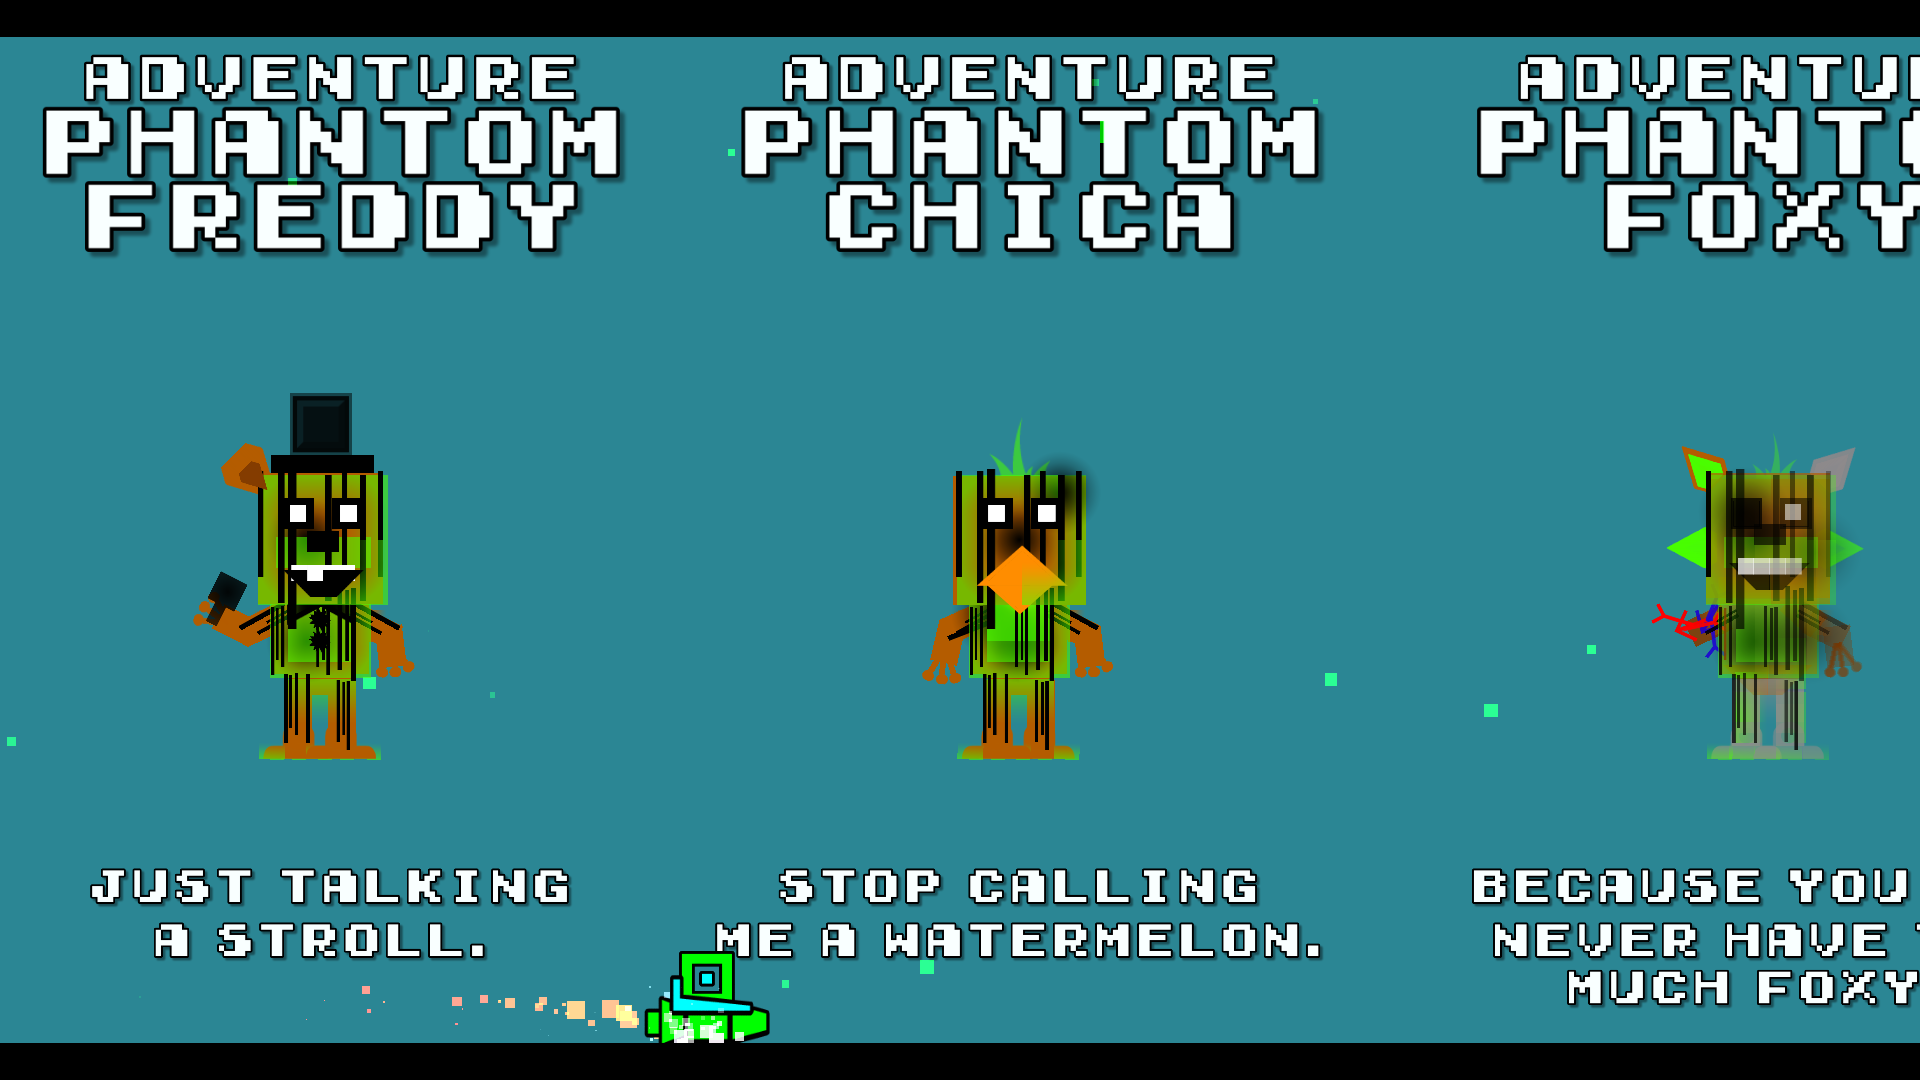 ADVENTURE
PHANTOM
FREDDY
JUST TALKING
A STROLL.
ADVENTURE
PHANTOM
CHICA
STOP CALLING
ME A WATERMELON.
FOXY
BECAUSE YOU
NEVER HAVE
MUCH FOXY